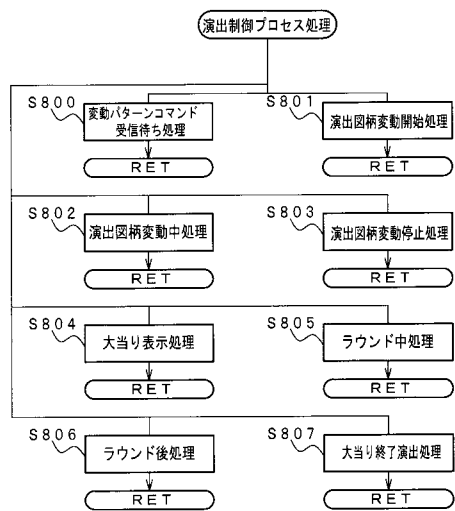 演出制御プロセス処理
S800
変動パターンコマンド
受信待ち処理
RET
S801
演出図柄変動開始処理
RET
S802
演出図柄変動中処理
RET
S803
演出図柄変動停止処理
RET
S804
大当り表示処理
RET
S805
ラウンド中処理
RET
S806
ラウンド後処理
RET
S807
大当り終了演出処理
RET